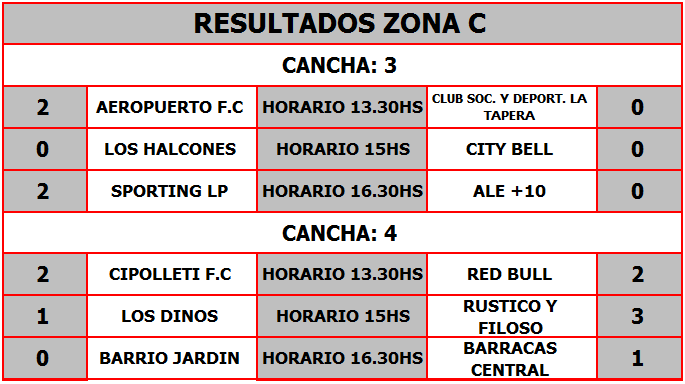 RESULTADOS ZONA C
CANCHA: 3
2 AEROPUERTO F.C HORARIO 13.30HS CLUB SOC. Y DEPORT. LA TAPERA 0
0 LOS HALCONES HORARIO 15HS CITY BELL 0
2 SPORTING LP HORARIO 16.30HS ALE +10 0
CANCHA: 4
2 CIPOLLETI F.C HORARIO 13.30HS RED BULL 2
1 LOS DINOS HORARIO 15HS RUSTICO Y FILOSO 3
0 BARRIO JARDIN HORARIO 16.30HS BARRACAS CENTRAL 1